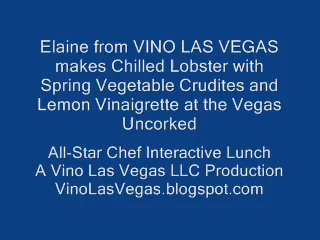 Elaine from VINO LAS VEGAS
makes Chilled Lobster with
Spring Vegetable Crudites and
Lemon Vinaigrette at the Vegas
Uncorked
All-Star Chef Interactive Lunch
A Vino Las Vegas LLC Production
VinoLasVegas.blogspot.com